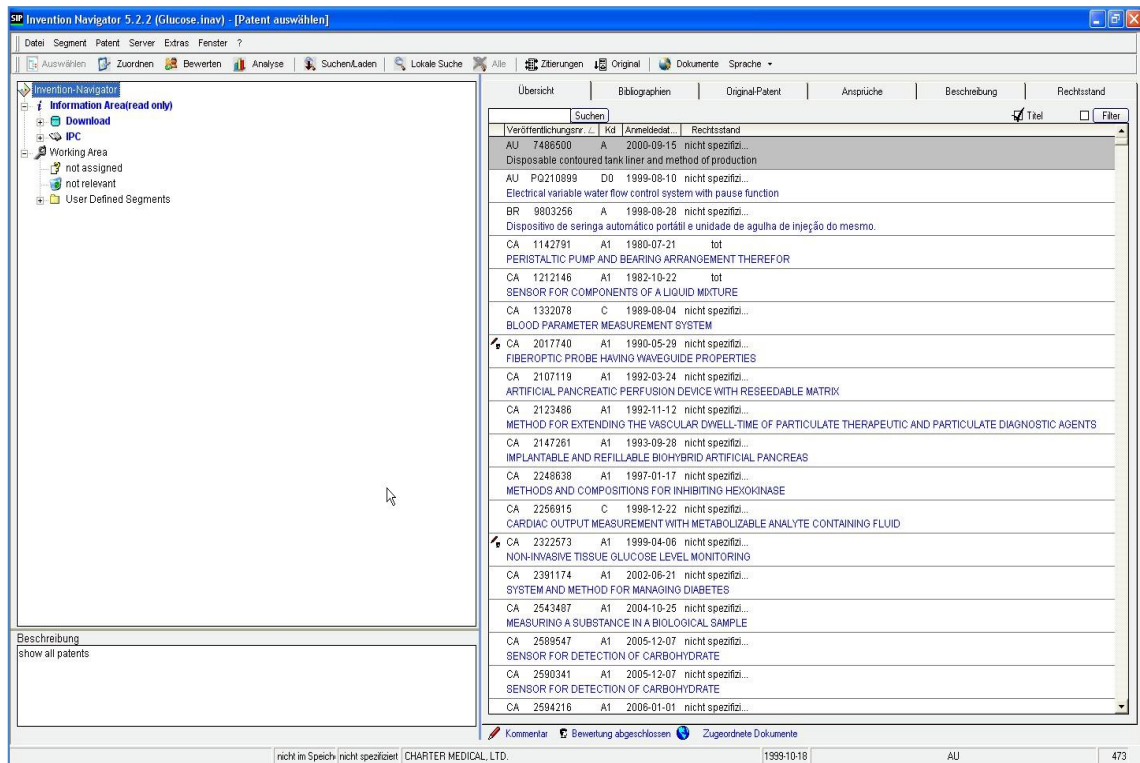 SIP Invention Navigator 5.2.2 (Glucose.inav) - [Patent auswählen]
Datei Segment Patent Server Extras Fenster ?
Auswählen Zuordnen Bewerten Analyse Suchen/Laden Lokale Suche Alle Zitierungen Original Dokumente Sprache
Invention-Navigator
i Information Area(read only)
Download
IPC
Working Area
not assigned
not relevant
User Defined Segments
Beschreibung
show all patents
Übersicht Bibliographien Original-Patent Ansprüche Beschreibung Rechtsstand
Suchen Titel Filter
Veröffentlichungsnr. Kd Anmeldedat... Rechtsstand
AU 7486500 A 2000-09-15 nicht spezifizi...
Disposable contoured tank liner and method of production
AU PQ210899 D0 1999-08-10 nicht spezifizi...
Electrical variable water flow control system with pause function
BR 9803256 A 1998-08-28 nicht spezifizi...
Dispositivo de seringa automático portátil e unidade de agulha de injeção do mesmo.
CA 1142791 A1 1980-07-21 tot
PERISTALTIC PUMP AND BEARING ARRANGEMENT THEREFOR
CA 1212146 A1 1982-10-22 tot
SENSOR FOR COMPONENTS OF A LIQUID MIXTURE
CA 1332078 C 1989-08-04 nicht spezifizi...
BLOOD PARAMETER MEASUREMENT SYSTEM
CA 2017740 A1 1990-05-29 nicht spezifizi...
FIBEROPTIC PROBE HAVING WAVEGUIDE PROPERTIES
CA 2107119 A1 1992-03-24 nicht spezifizi...
ARTIFICIAL PANCREATIC PERFUSION DEVICE WITH RESEEDABLE MATRIX
CA 2123486 A1 1992-11-12 nicht spezifizi...
METHOD FOR EXTENDING THE VASCULAR DWELL-TIME OF PARTICULATE THERAPEUTIC AND PARTICULATE DIAGNOSTIC AGENTS
CA 2147261 A1 1993-09-28 nicht spezifizi...
IMPLANTABLE AND REFILLABLE BIOHYBRID ARTIFICIAL PANCREAS
CA 2248638 A1 1997-01-17 nicht spezifizi...
METHODS AND COMPOSITIONS FOR INHIBITING HEXOKINASE
CA 2256915 C 1998-12-22 nicht spezifizi...
CARDIAC OUTPUT MEASUREMENT WITH METABOLIZABLE ANALYTE CONTAINING FLUID
CA 2322573 A1 1999-04-06 nicht spezifizi...
NON-INVASIVE TISSUE GLUCOSE LEVEL MONITORING
CA 2391174 A1 2002-06-21 nicht spezifizi...
SYSTEM AND METHOD FOR MANAGING DIABETES
CA 2543487 A1 2004-10-25 nicht spezifizi...
MEASURING A SUBSTANCE IN A BIOLOGICAL SAMPLE
CA 2589547 A1 2005-12-07 nicht spezifizi...
SENSOR FOR DETECTION OF CARBOHYDRATE
CA 2590341 A1 2005-12-07 nicht spezifizi...
SENSOR FOR DETECTION OF CARBOHYDRATE
CA 2594216 A1 2006-01-01 nicht spezifizi...
Kommentar Bewertung abgeschlossen Zugeordnete Dokumente
nicht im Speich nicht spezifiziert CHARTER MEDICAL, LTD. 1999-10-18 AU 473